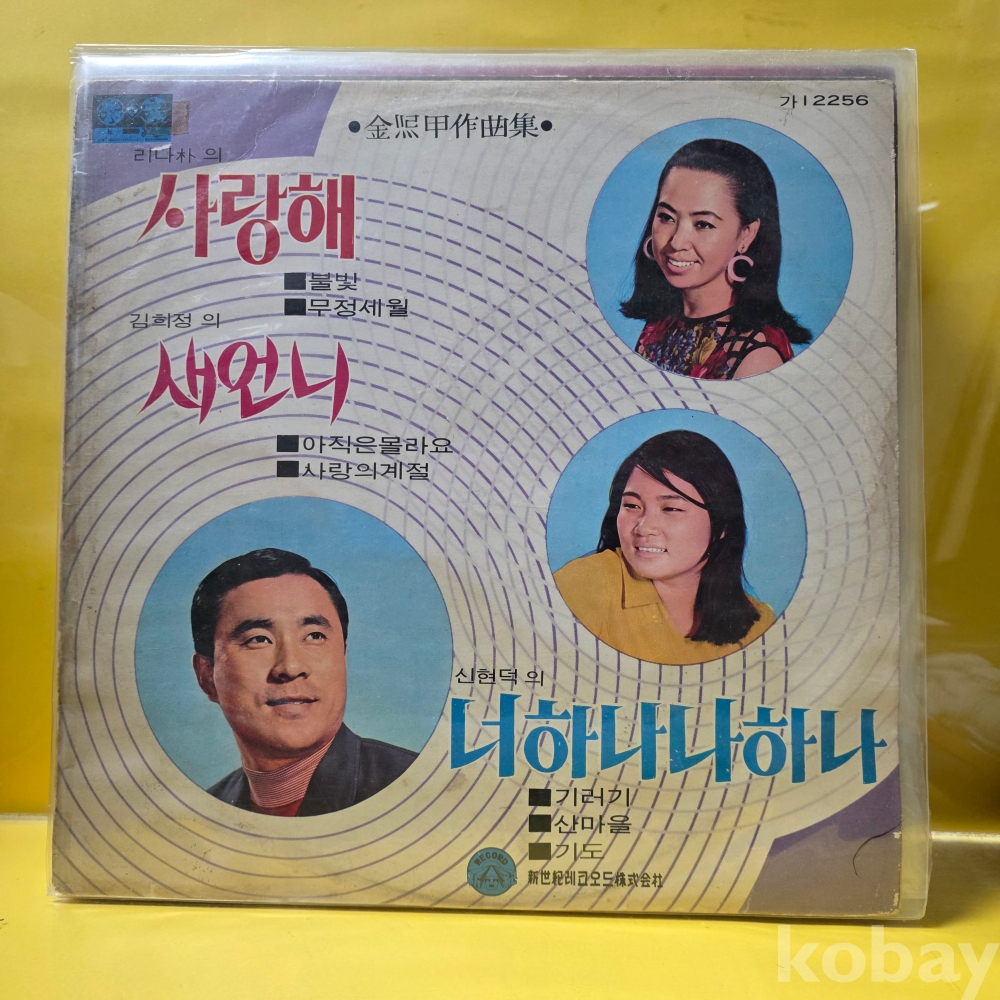 가12256
●金熙甲作曲集●
리나朴 의
사랑해
■불빛
■무정세월
김희정 의
새언니
■아직은몰라요
■사랑의계절
신현덕 의
너하나나하나
■기러기
■산마을
■기도
RECORD
新世紀레코오드株式会社
kobay